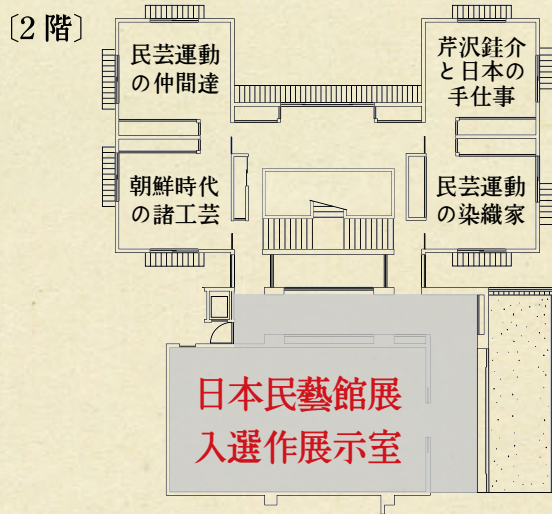 〔2階〕
民芸運動
の仲間達
芹沢銈介
と日本の
手仕事
朝鮮時代
の諸工芸
民芸運動
の染織家
日本民藝館展
入選作展示室